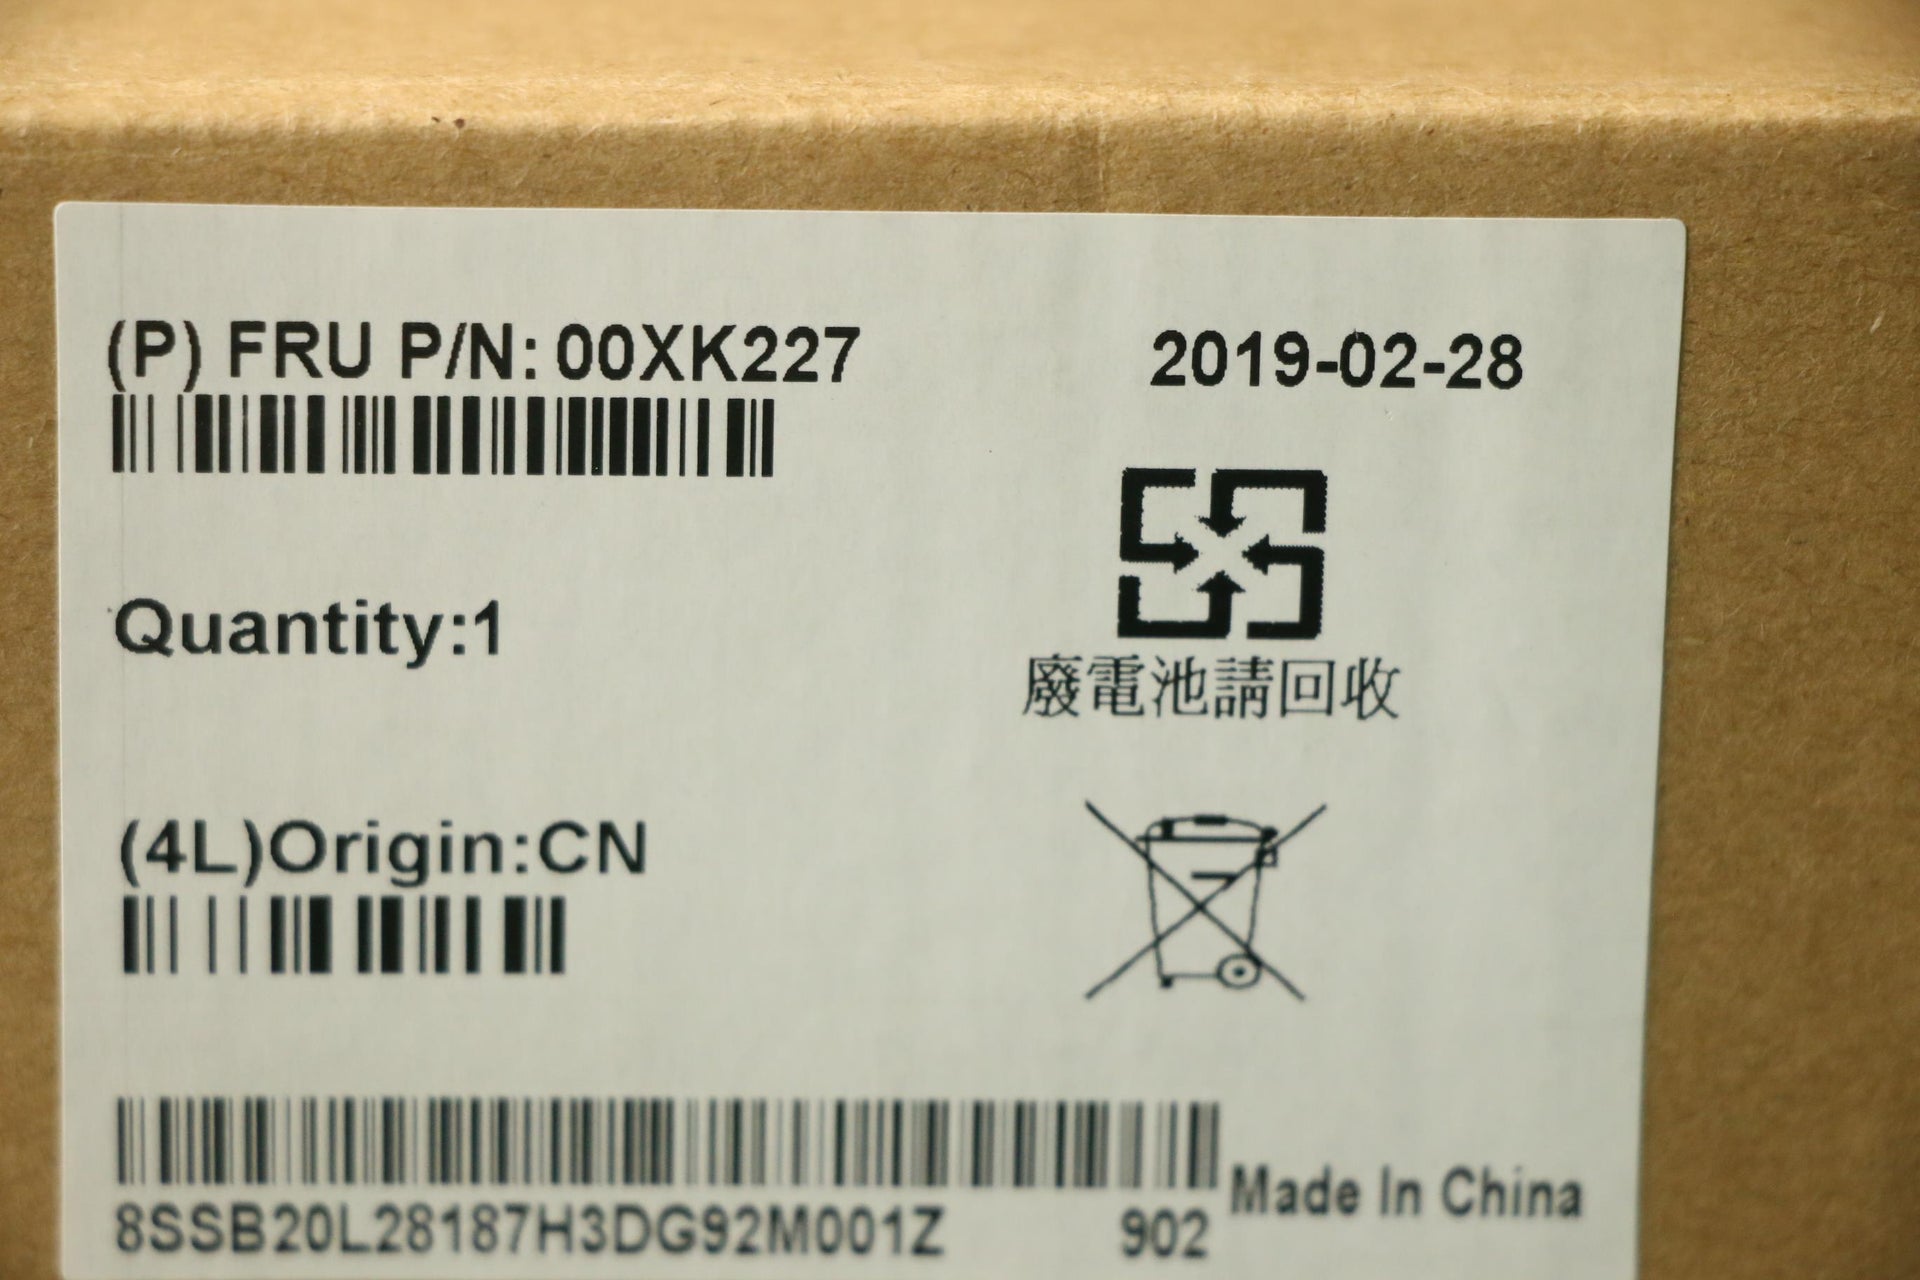 (P) FRU P/N: 00XK227
2019-02-28
Quantity:1
廢電池請回收
(4L)Origin:CN
8SSB20L28187H3DG92M001Z
902
Made In China